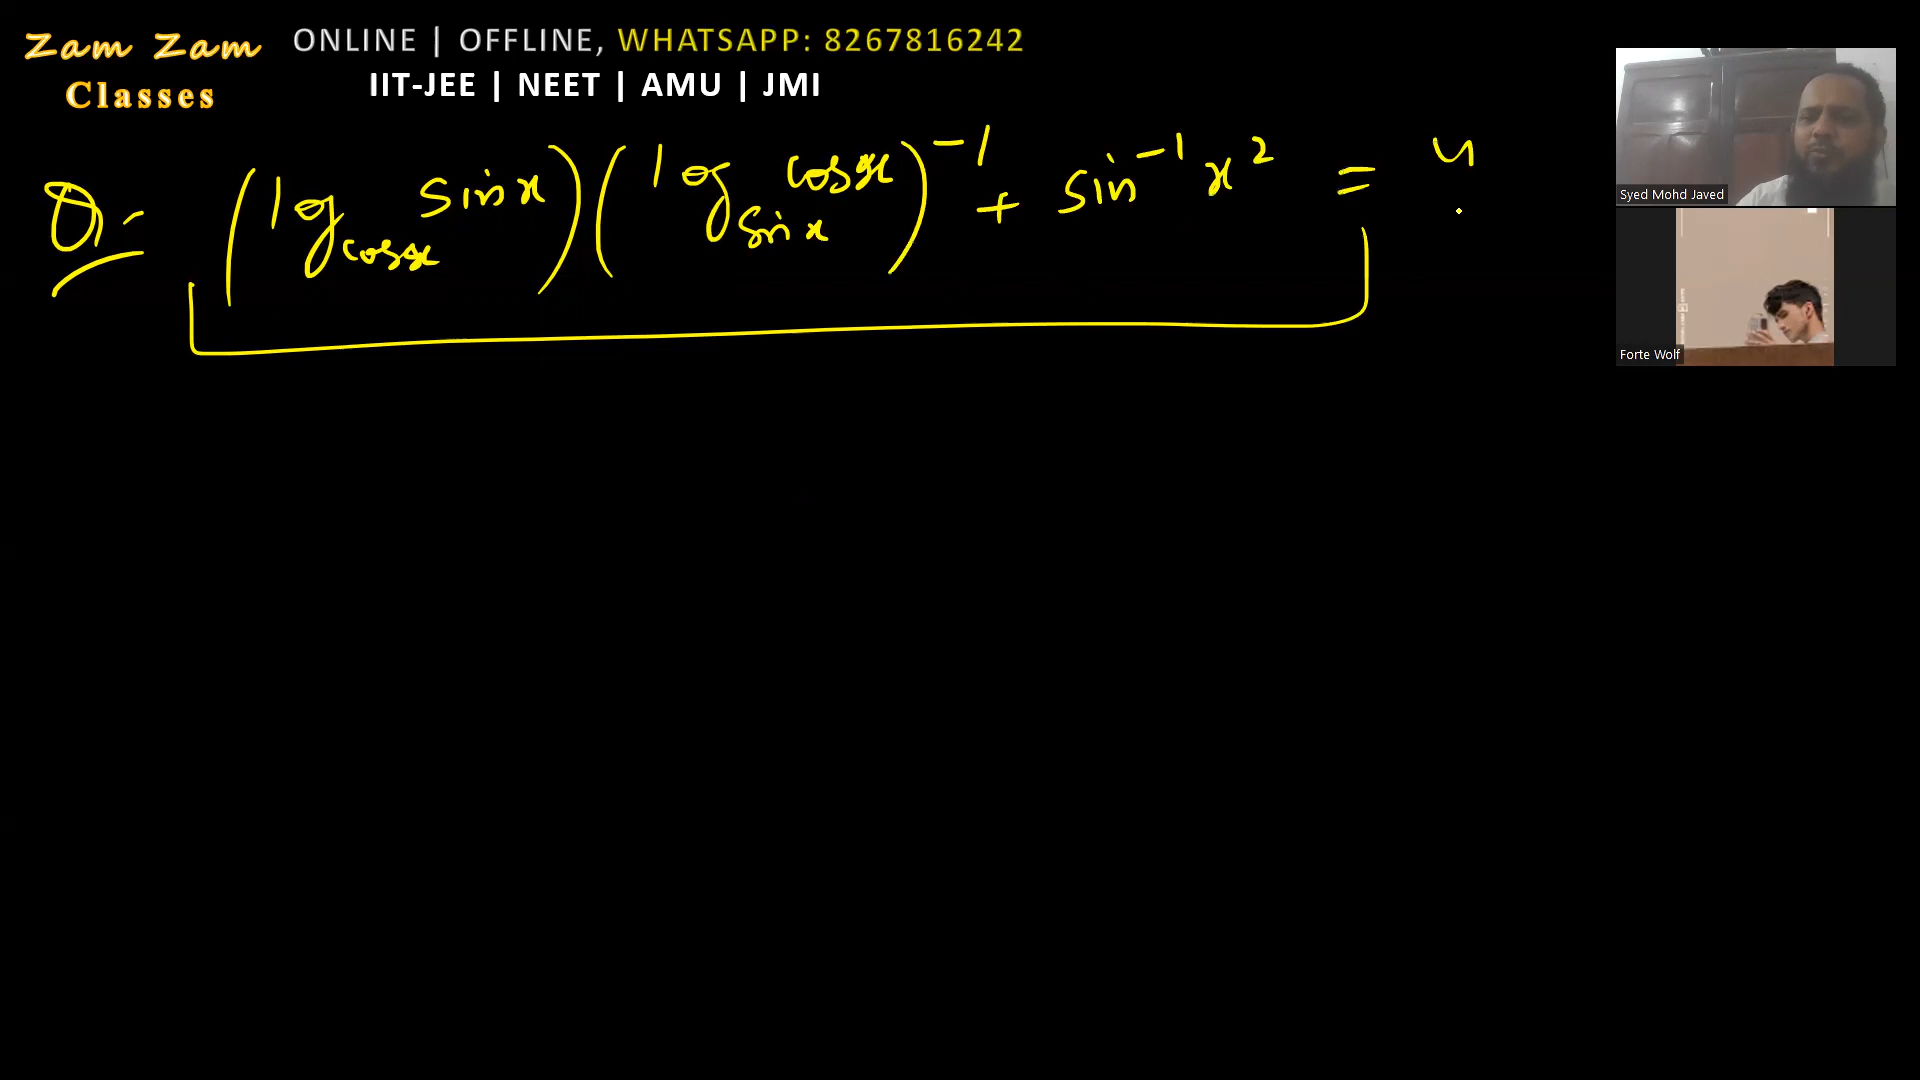 Zam Zam
Classes
ONLINE | OFFLINE, WHATSAPP: 8267816242
IIT-JEE | NEET | AMU | JMI
Q:- (log_cosx sinx)(log_sinx cosx)^-1 + sin^-1 x^2 = y
Syed Mohd Javed
Forte Wolf